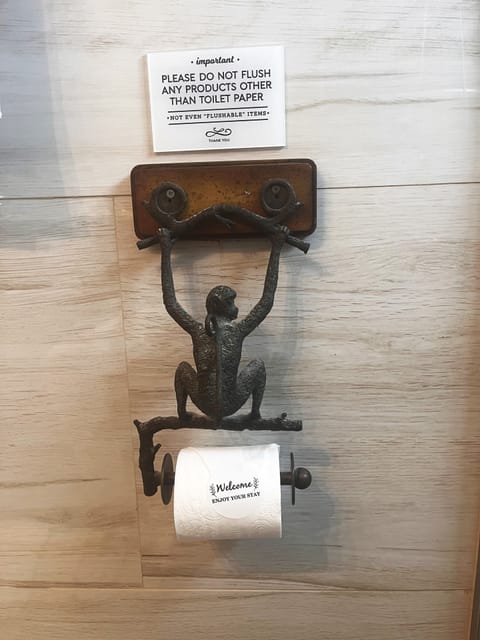 • important •
PLEASE DO NOT FLUSH
ANY PRODUCTS OTHER
THAN TOILET PAPER
•NOT EVEN "FLUSHABLE" ITEMS•
THANK YOU
Welcome
ENJOY YOUR STAY